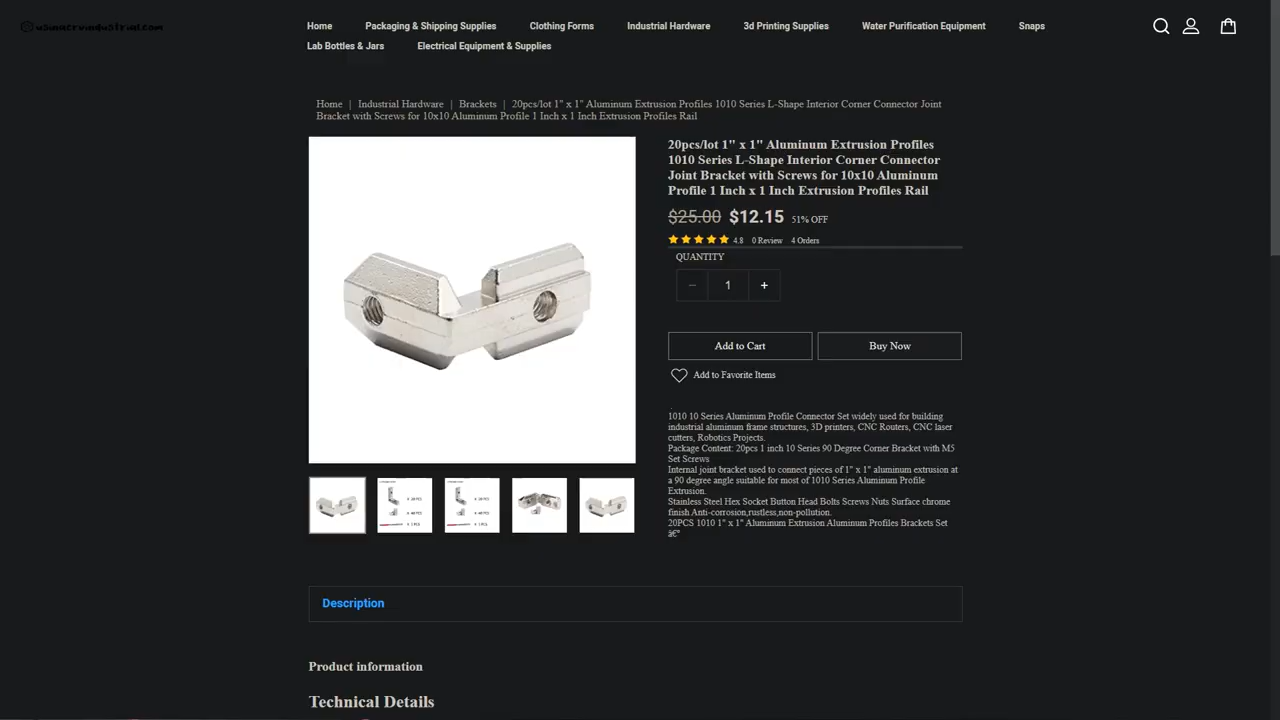 Home Packaging & Shipping Supplies Clothing Forms Industrial Hardware 3d Printing Supplies Water Purification Equipment Snaps
Lab Bottles & Jars Electrical Equipment & Supplies
Home | Industrial Hardware | Brackets | 20pcs/lot 1" x 1" Aluminum Extrusion Profiles 1010 Series L-Shape Interior Corner Connector Joint
Bracket with Screws for 10x10 Aluminum Profile 1 Inch x 1 Inch Extrusion Profiles Rail
20pcs/lot 1" x 1" Aluminum Extrusion Profiles
1010 Series L-Shape Interior Corner Connector
Joint Bracket with Screws for 10x10 Aluminum
Profile 1 Inch x 1 Inch Extrusion Profiles Rail
$25.00 $12.15 51% OFF
4.8 0 Review 4 Orders
QUANTITY
− 1 +
Add to Cart Buy Now
Add to Favorite Items
1010 10 Series Aluminum Profile Connector Set widely used for building
industrial aluminum frame structures, 3D printers, CNC Routers, CNC laser
cutters, Robotics Projects.
Package Content: 20pcs 1 inch 10 Series 90 Degree Corner Bracket with M5
Set Screws
Internal joint bracket used to connect pieces of 1" x 1" aluminum extrusion at
a 90 degree angle suitable for most of 1010 Series Aluminum Profile
Extrusion.
Stainless Steel Hex Socket Button Head Bolts Screws Nuts Surface chrome
finish Anti-corrosion,rustless,non-pollution.
20PCS 1010 1" x 1" Aluminum Extrusion Aluminum Profiles Brackets Set
â€"
Description
Product information
Technical Details